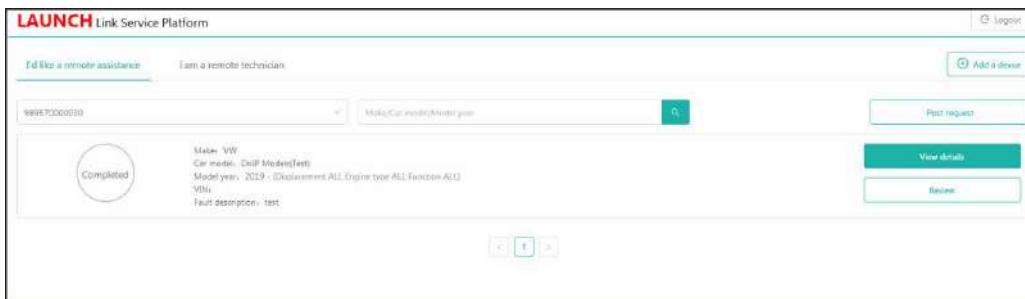 LAUNCH Link Service Platform
Logout
I'd like a remote assistance
I am a remote technician
Add a device
989570000030
Make/Car model/Model year
Post request
Completed
Make: VW
Car model: DoIP Modem(Test)
Model year: 2019 - (Displacement ALL Engine type ALL Function ALL)
VIN:
Fault description: test
View details
Review
< 1 >